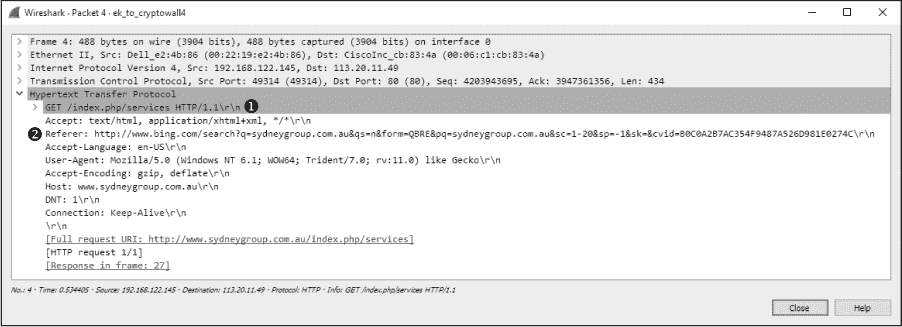 Wireshark · Packet 4 · ek_to_cryptowall4
> Frame 4: 488 bytes on wire (3904 bits), 488 bytes captured (3904 bits) on interface 0
> Ethernet II, Src: Dell_e2:4b:86 (00:22:19:e2:4b:86), Dst: CiscoInc_cb:83:4a (00:06:c1:cb:83:4a)
> Internet Protocol Version 4, Src: 192.168.122.145, Dst: 113.20.11.49
> Transmission Control Protocol, Src Port: 49314 (49314), Dst Port: 80 (80), Seq: 4203943695, Ack: 3947361356, Len: 434
Hypertext Transfer Protocol
> GET /index.php/services HTTP/1.1\r\n ❶
Accept: text/html, application/xhtml+xml, */*\r\n
❷ Referer: http://www.bing.com/search?q=sydneygroup.com.au&qs=n&form=QBRE&pq=sydneygroup.com.au&sc=1-20&sp=-1&sk=&cvid=B0C0A2B7AC354F9487A526D981E0274C\r\n
Accept-Language: en-US\r\n
User-Agent: Mozilla/5.0 (Windows NT 6.1; WOW64; Trident/7.0; rv:11.0) like Gecko\r\n
Accept-Encoding: gzip, deflate\r\n
Host: www.sydneygroup.com.au\r\n
DNT: 1\r\n
Connection: Keep-Alive\r\n
\r\n
[Full request URI: http://www.sydneygroup.com.au/index.php/services]
[HTTP request 1/1]
[Response in frame: 27]
No.: 4 · Time: 0.534405 · Source: 192.168.122.145 · Destination: 113.20.11.49 · Protocol: HTTP · Info: GET /index.php/services HTTP/1.1
Close Help